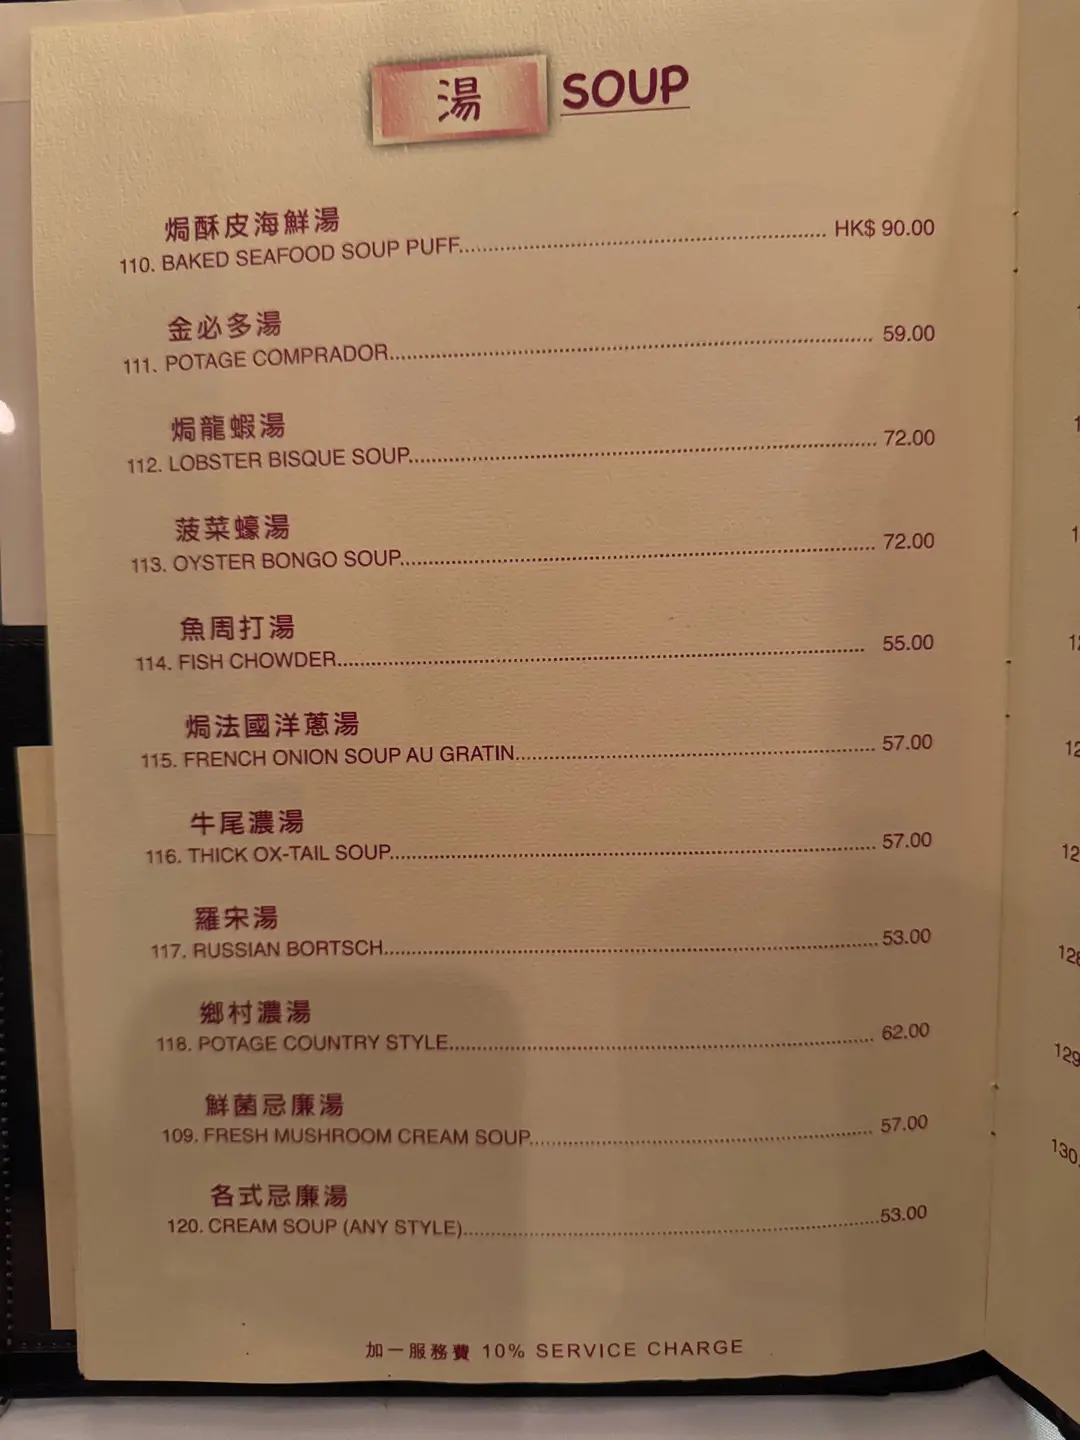 湯 SOUP
焗酥皮海鮮湯
110. BAKED SEAFOOD SOUP PUFF.......... HK$ 90.00
金必多湯
111. POTAGE COMPRADOR.......... 59.00
焗龍蝦湯
112. LOBSTER BISQUE SOUP.......... 72.00
菠菜蠔湯
113. OYSTER BONGO SOUP.......... 72.00
魚周打湯
114. FISH CHOWDER.......... 55.00
焗法國洋蔥湯
115. FRENCH ONION SOUP AU GRATIN.......... 57.00
牛尾濃湯
116. THICK OX-TAIL SOUP.......... 57.00
羅宋湯
117. RUSSIAN BORTSCH.......... 53.00
鄉村濃湯
118. POTAGE COUNTRY STYLE.......... 62.00
鮮菌忌廉湯
109. FRESH MUSHROOM CREAM SOUP.......... 57.00
各式忌廉湯
120. CREAM SOUP (ANY STYLE)..........53.00
加一服務費 10% SERVICE CHARGE
129
130.